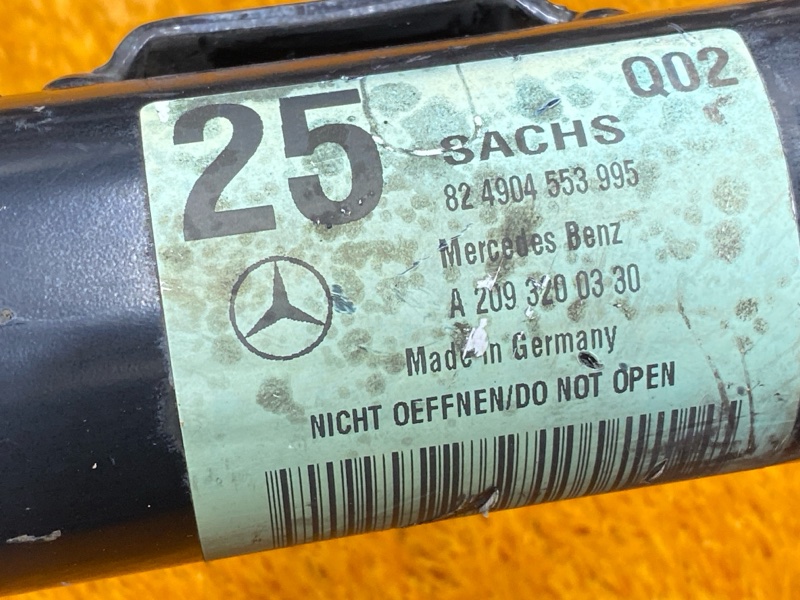 Q02
25
SACHS
82 4904 553 995
Mercedes Benz
A 209 320 03 30
Made in Germany
NICHT OEFFNEN/DO NOT OPEN